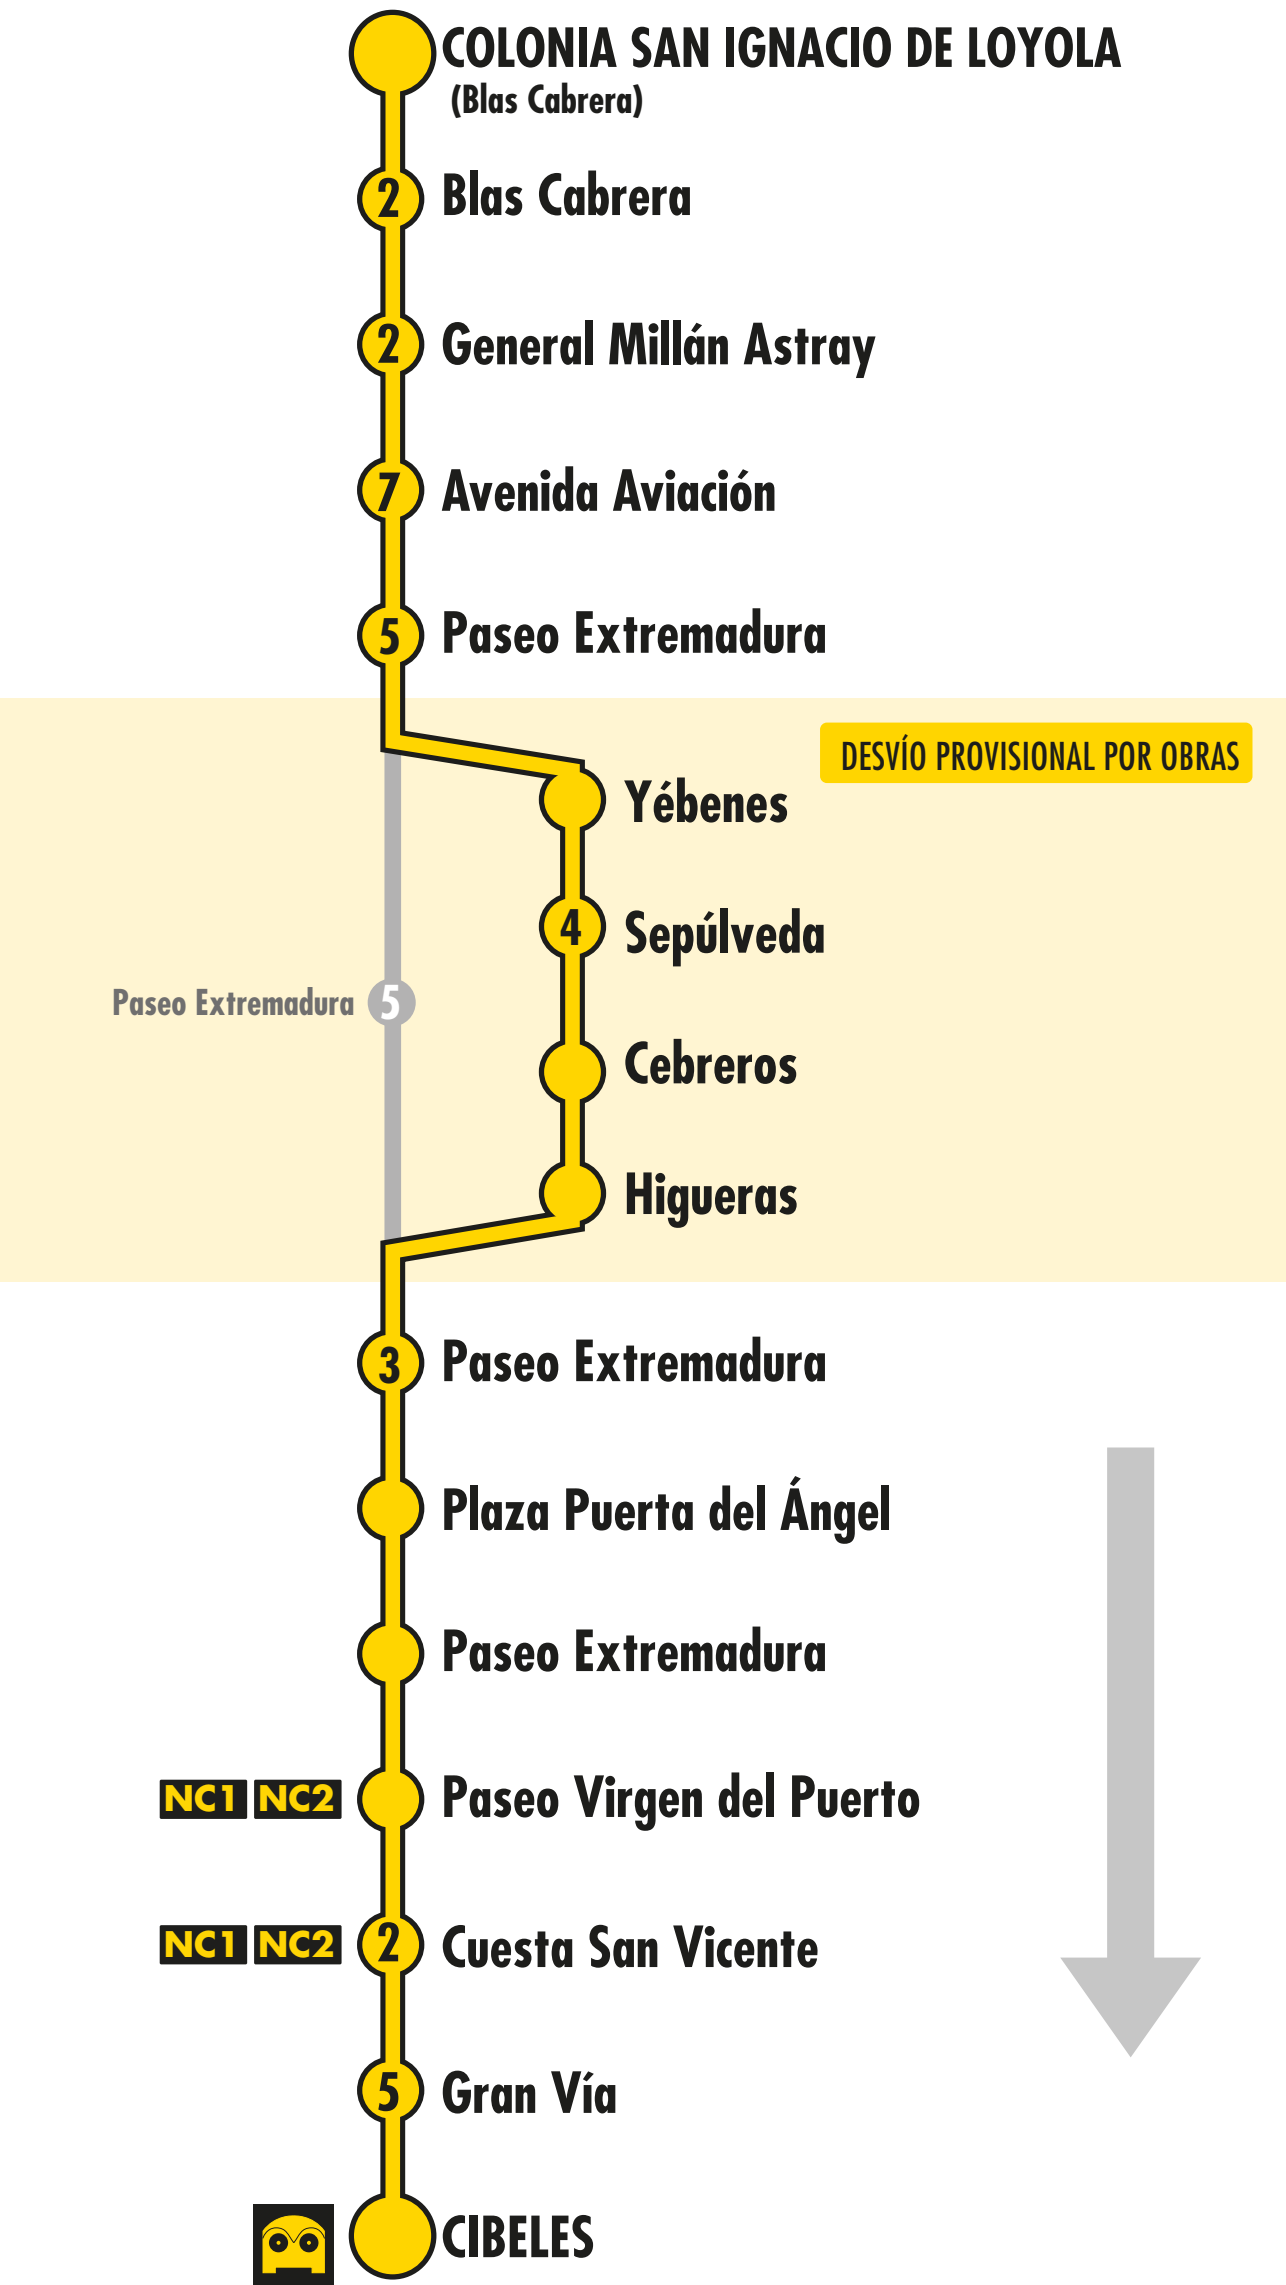 COLONIA SAN IGNACIO DE LOYOLA
(Blas Cabrera)
2 Blas Cabrera
2 General Millán Astray
7 Avenida Aviación
5 Paseo Extremadura
DESVÍO PROVISIONAL POR OBRAS
Yébenes
4 Sepúlveda
Paseo Extremadura 5
Cebreros
Higueras
3 Paseo Extremadura
Plaza Puerta del Ángel
Paseo Extremadura
NC1 NC2 Paseo Virgen del Puerto
NC1 NC2 2 Cuesta San Vicente
5 Gran Vía
CIBELES